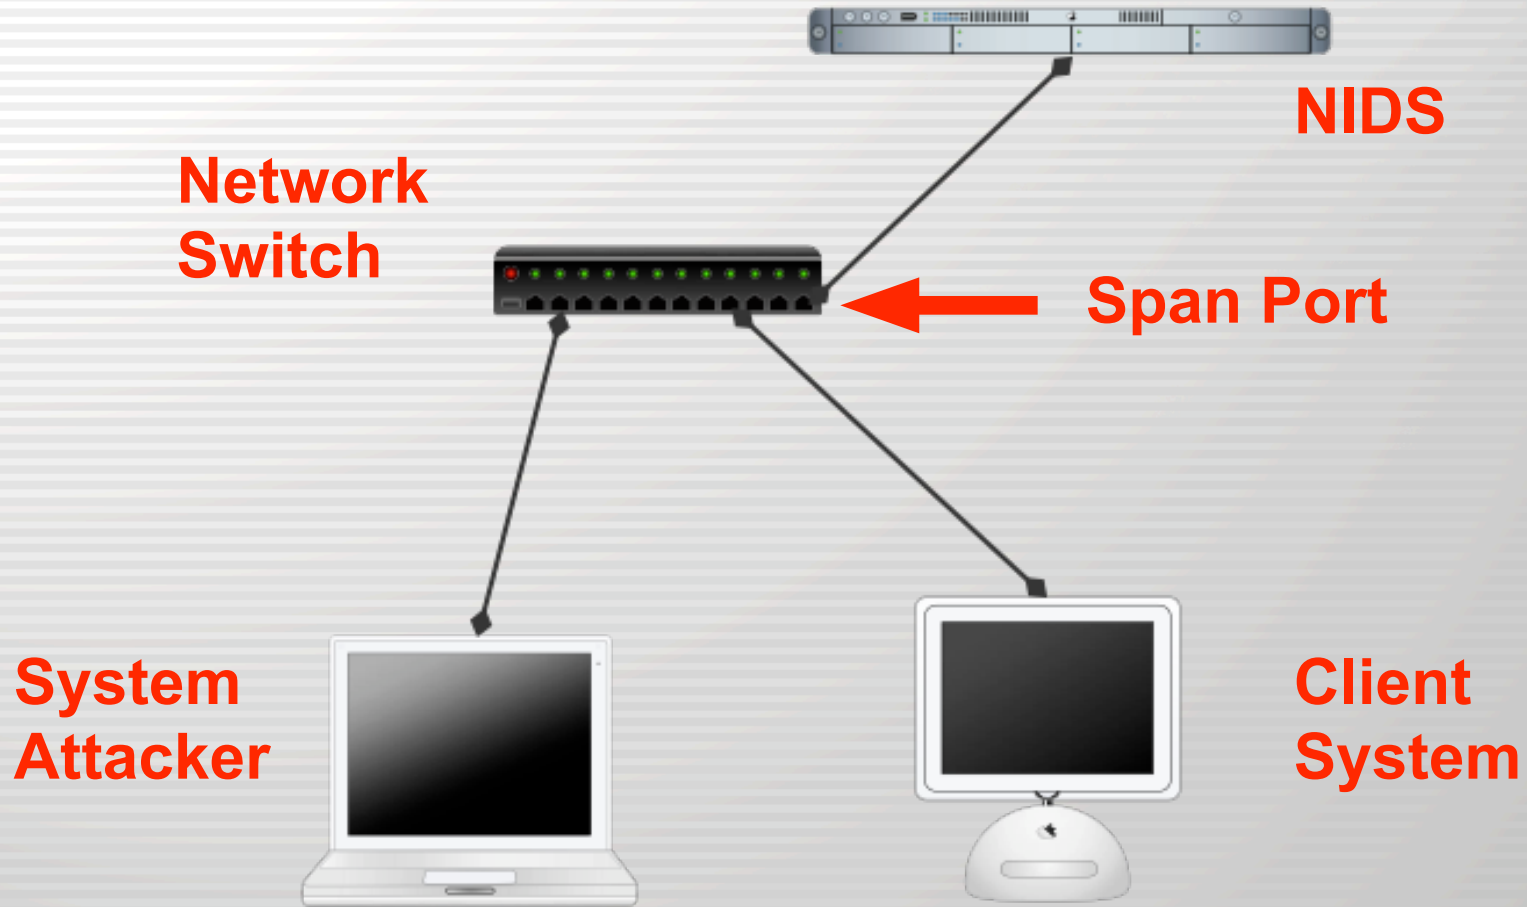 NIDS
Network
Switch
Span Port
System
Attacker
Client
System